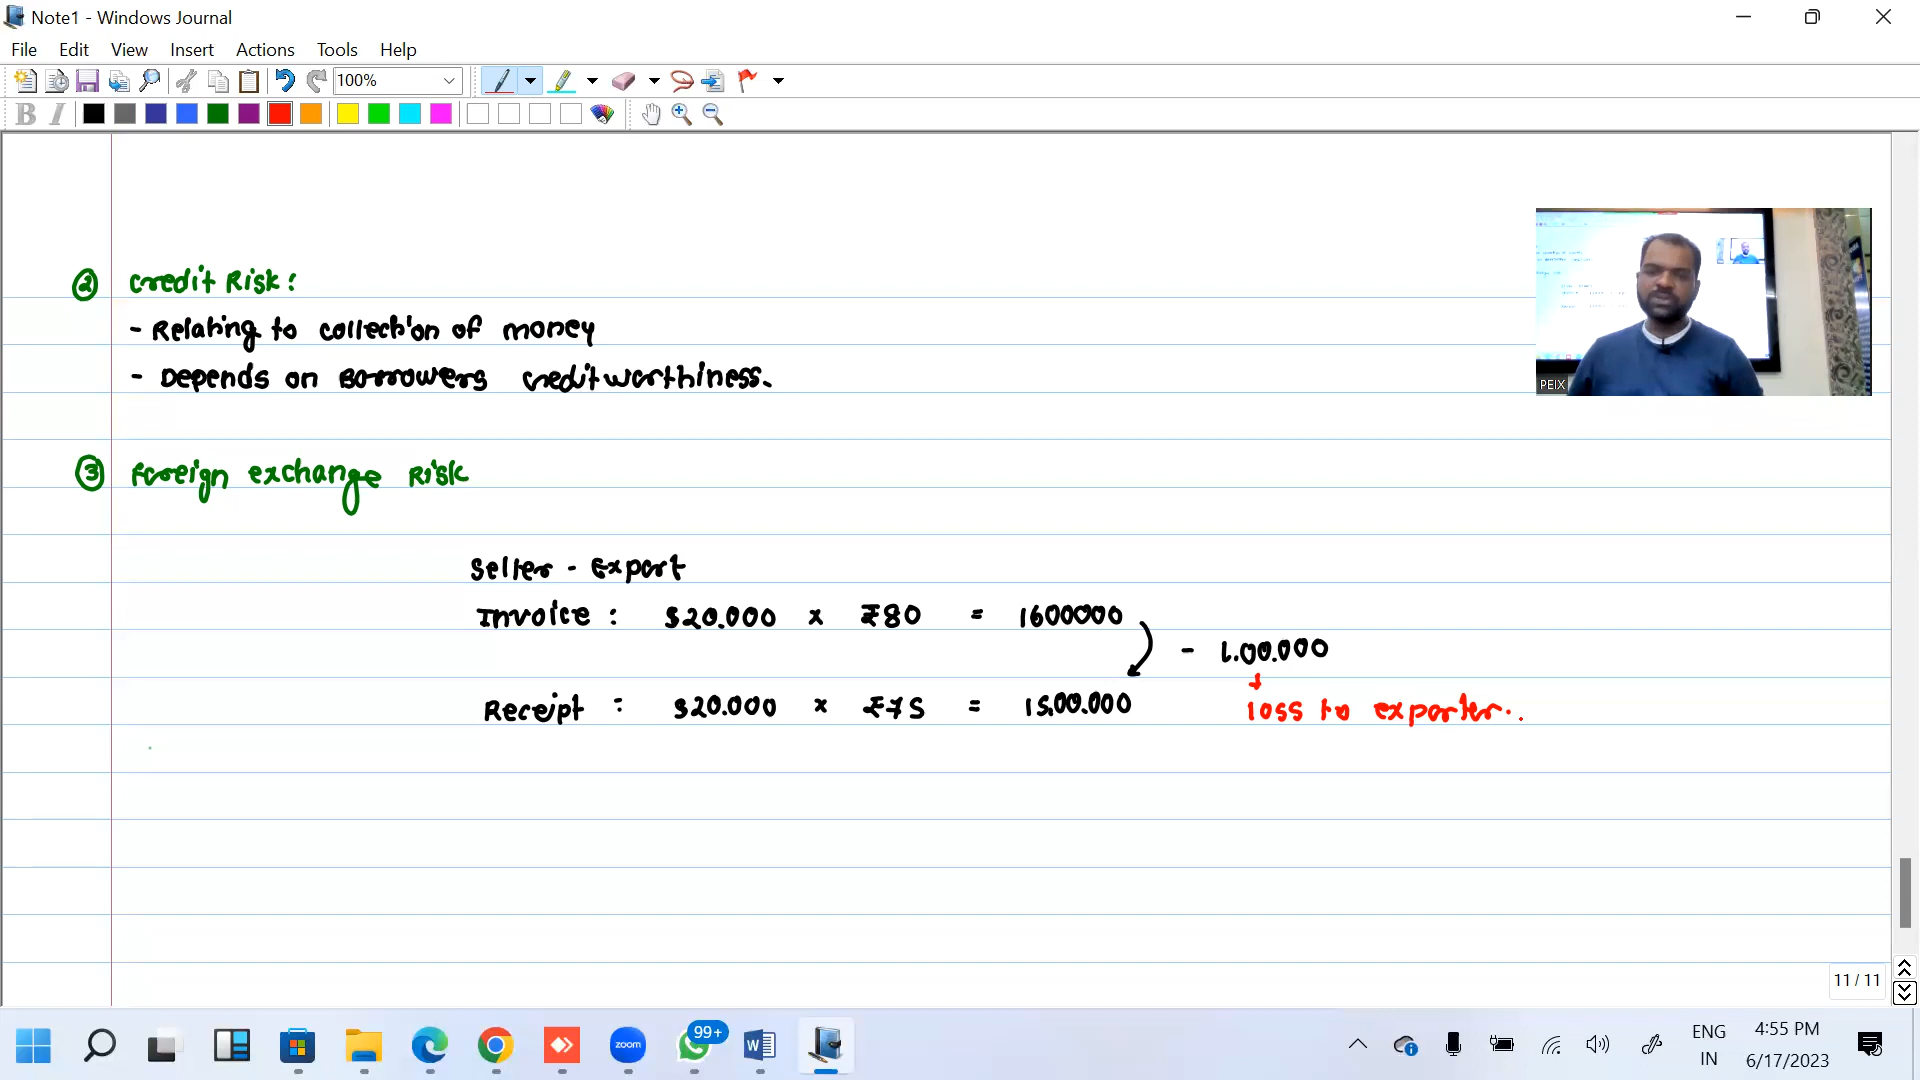 Note1 - Windows Journal
File Edit View Insert Actions Tools Help
100%
B I
② Credit Risk:
- Relating to collection of money
- Depends on Borrowers creditworthiness.
③ Foreign exchange Risk
Seller - Export
Invoice : $20.000 x ₹80 = 1600000
- 1.00.000
Receipt : $20.000 x ₹75 = 15.00.000
loss to exporter..
PEIX
11 / 11
99+
zoom
ENG
IN
4:55 PM
6/17/2023